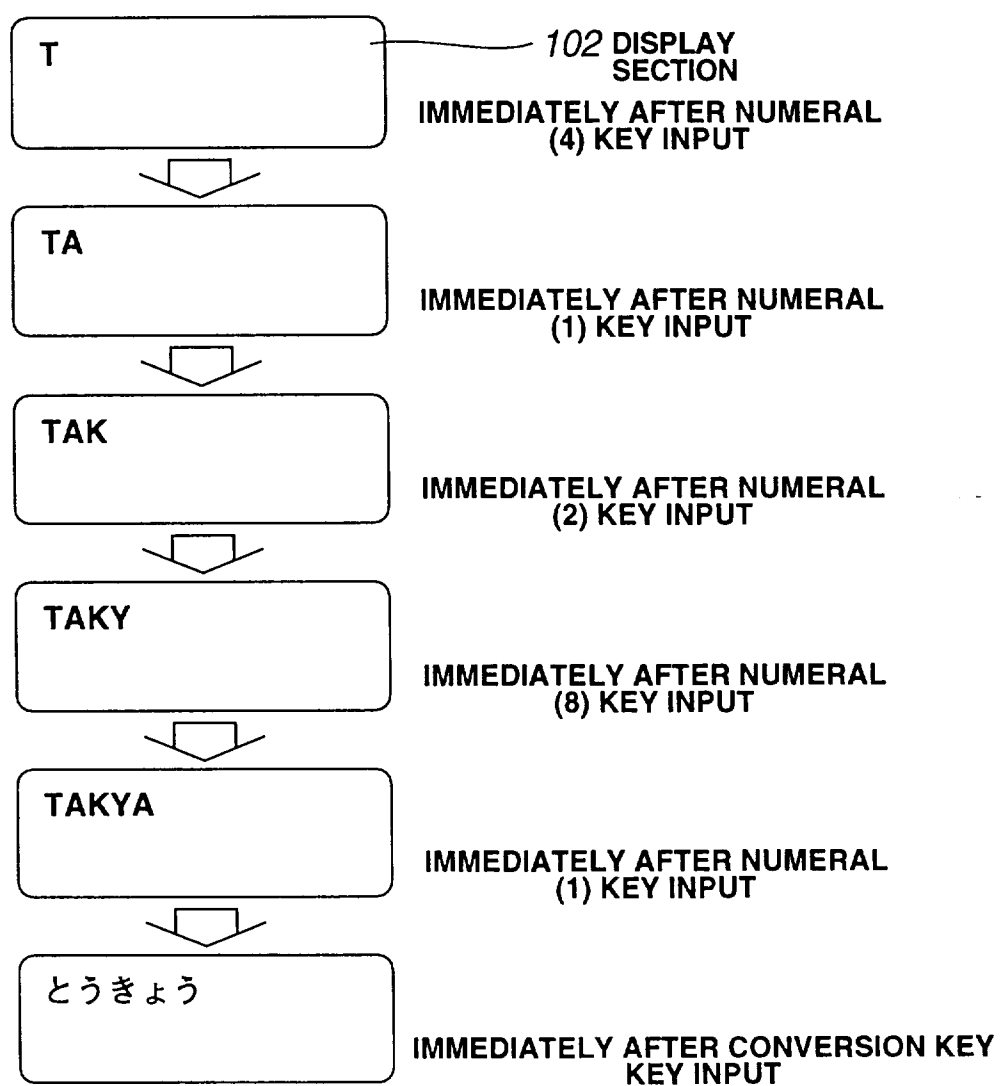 T
102 DISPLAY
SECTION
IMMEDIATELY AFTER NUMERAL
(4) KEY INPUT
TA
IMMEDIATELY AFTER NUMERAL
(1) KEY INPUT
TAK
IMMEDIATELY AFTER NUMERAL
(2) KEY INPUT
TAKY
IMMEDIATELY AFTER NUMERAL
(8) KEY INPUT
TAKYA
IMMEDIATELY AFTER NUMERAL
(1) KEY INPUT
とうきょう
IMMEDIATELY AFTER CONVERSION KEY
KEY INPUT